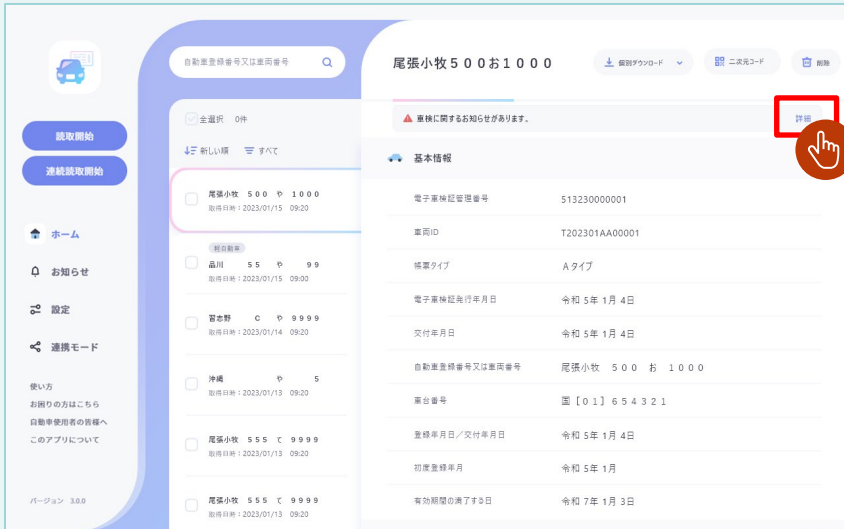 読取開始
連続読取開始
ホーム
お知らせ
設定
連携モード
使い方
お困りの方はこちら
自動車使用者の皆様へ
このアプリについて
バージョン 3.0.0
自動車登録番号又は車両番号
全選択 0件
新しい順 すべて
尾張小牧 500 や 1000
取得日時：2023/01/15 09:20
軽自動車
品川 55 や 99
取得日時：2023/01/15 09:00
習志野 C や 9999
取得日時：2023/01/14 09:20
沖縄 や 5
取得日時：2023/01/13 09:20
尾張小牧 555 て 9999
取得日時：2023/01/13 09:20
尾張小牧 555 て 9999
取得日時：2023/01/13 09:20
尾張小牧５００お１０００
個別ダウンロード
二次元コード
削除
車検に関するお知らせがあります。
詳細
基本情報
電子車検証管理番号 513230000001
車両ID T202301AA00001
帳票タイプ Aタイプ
電子車検証発行年月日 令和 5年 1月 4日
交付年月日 令和 5年 1月 4日
自動車登録番号又は車両番号 尾張小牧 ５００ お １０００
車台番号 国［０１］６５４３２１
登録年月日／交付年月日 令和 5年 1月 4日
初度登録年月 令和 5年 1月
有効期間の満了する日 令和 7年 1月 3日